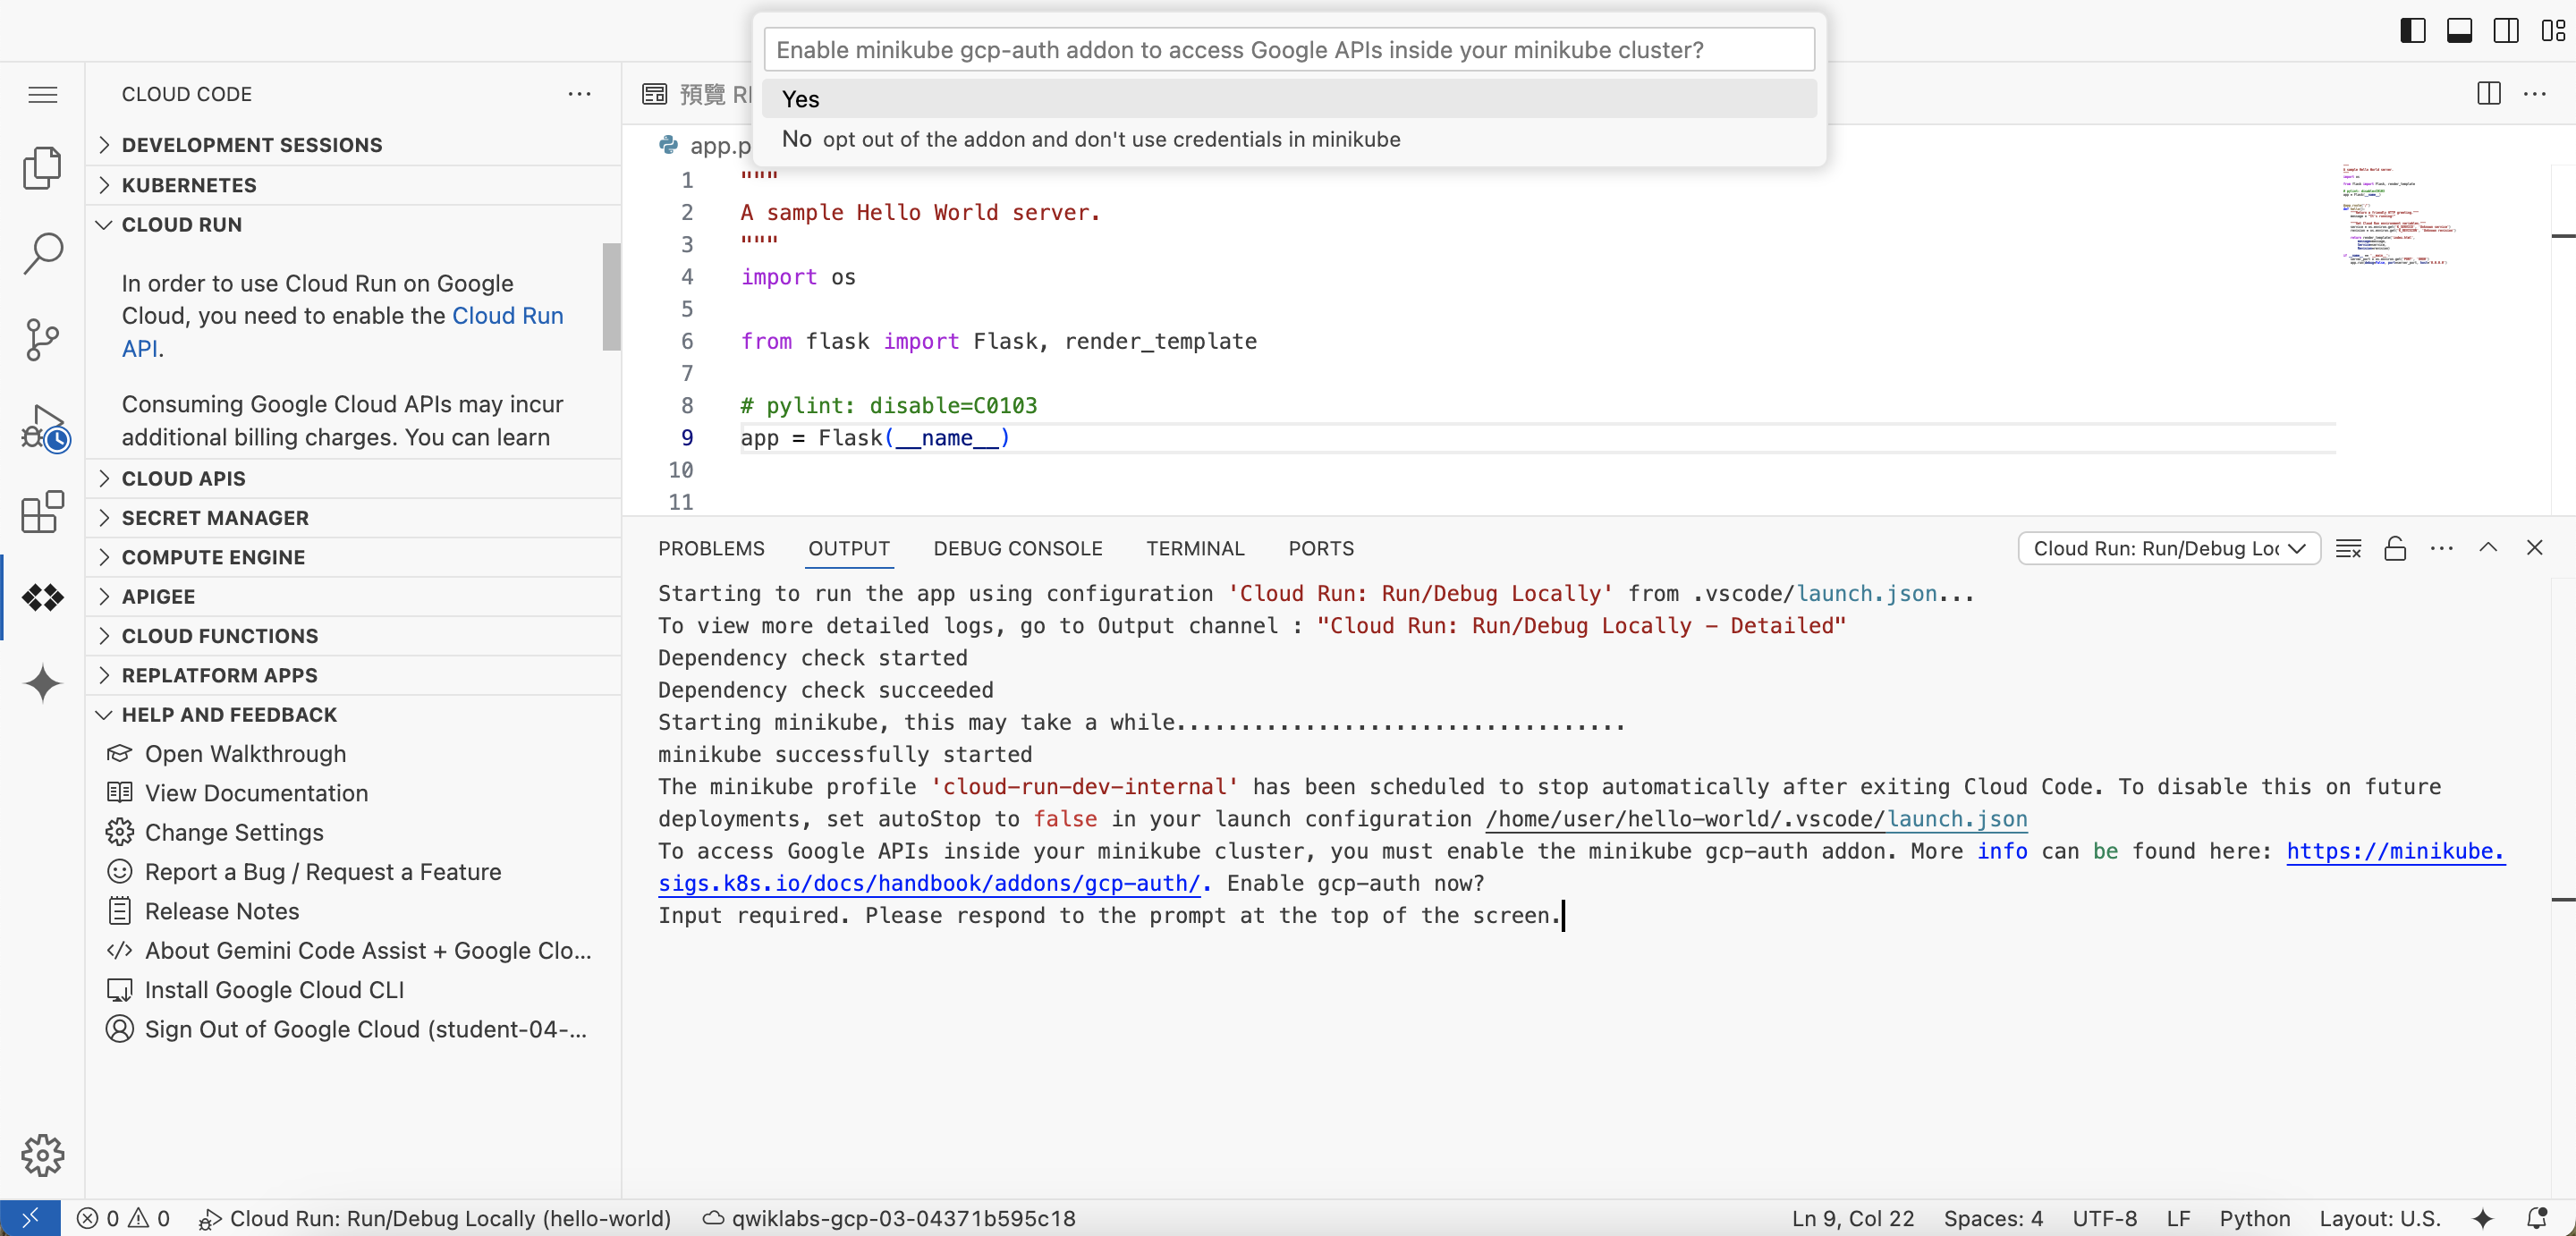 Enable minikube gcp-auth addon to access Google APIs inside your minikube cluster?
Yes
No opt out of the addon and don't use credentials in minikube
CLOUD CODE
DEVELOPMENT SESSIONS
KUBERNETES
CLOUD RUN
In order to use Cloud Run on Google
Cloud, you need to enable the Cloud Run
API.
Consuming Google Cloud APIs may incur
additional billing charges. You can learn
CLOUD APIS
SECRET MANAGER
COMPUTE ENGINE
APIGEE
CLOUD FUNCTIONS
REPLATFORM APPS
HELP AND FEEDBACK
Open Walkthrough
View Documentation
Change Settings
Report a Bug / Request a Feature
Release Notes
About Gemini Code Assist + Google Clo...
Install Google Cloud CLI
Sign Out of Google Cloud (student-04-...
預覽 RE
app.p
1 """
2 A sample Hello World server.
3 """
4 import os
5
6 from flask import Flask, render_template
7
8 # pylint: disable=C0103
9 app = Flask(__name__)
10
11
PROBLEMS OUTPUT DEBUG CONSOLE TERMINAL PORTS
Cloud Run: Run/Debug Loc
Starting to run the app using configuration 'Cloud Run: Run/Debug Locally' from .vscode/launch.json...
To view more detailed logs, go to Output channel : "Cloud Run: Run/Debug Locally - Detailed"
Dependency check started
Dependency check succeeded
Starting minikube, this may take a while...................................
minikube successfully started
The minikube profile 'cloud-run-dev-internal' has been scheduled to stop automatically after exiting Cloud Code. To disable this on future
deployments, set autoStop to false in your launch configuration /home/user/hello-world/.vscode/launch.json
To access Google APIs inside your minikube cluster, you must enable the minikube gcp-auth addon. More info can be found here: https://minikube.
sigs.k8s.io/docs/handbook/addons/gcp-auth/. Enable gcp-auth now?
Input required. Please respond to the prompt at the top of the screen.
0 0 Cloud Run: Run/Debug Locally (hello-world) qwiklabs-gcp-03-04371b595c18
Ln 9, Col 22 Spaces: 4 UTF-8 LF Python Layout: U.S.